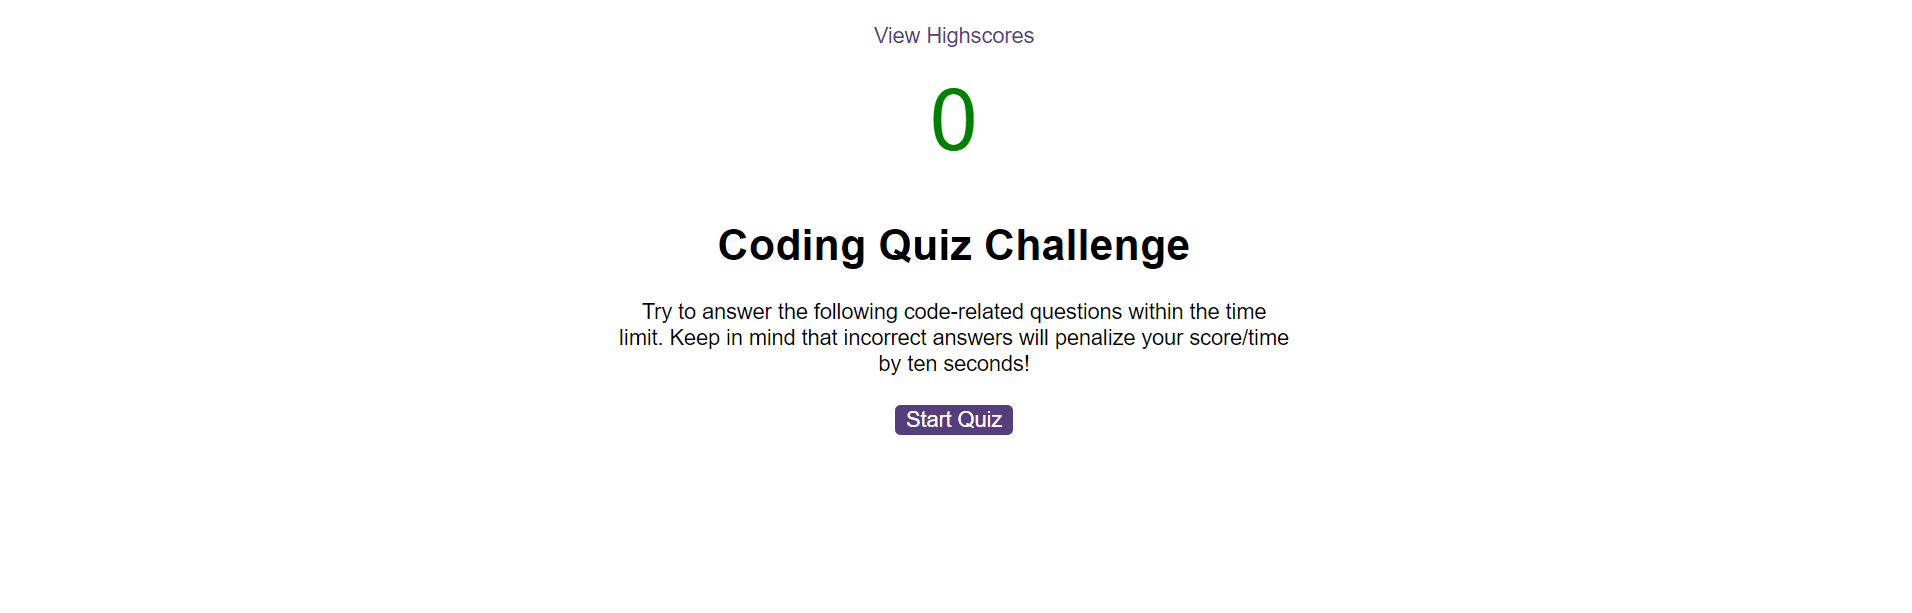 View Highscores
0
Coding Quiz Challenge
Try to answer the following code-related questions within the time
limit. Keep in mind that incorrect answers will penalize your score/time
by ten seconds!
Start Quiz